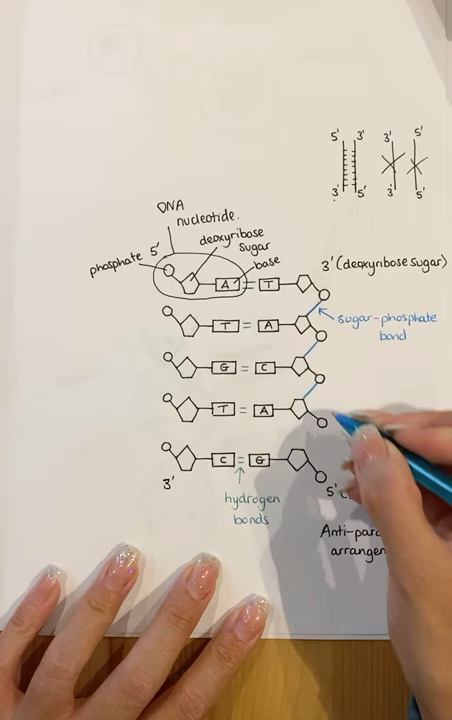 5' 3' 3' 5'
3' 5' 3' 5'
DNA
nucleotide.
deoxyribose
sugar
phosphate 5'
base
3' (deoxyribose sugar)
A = T
sugar-phosphate
bond
T = A
G = C
T = A
C = G
3'
5'
hydrogen
bonds